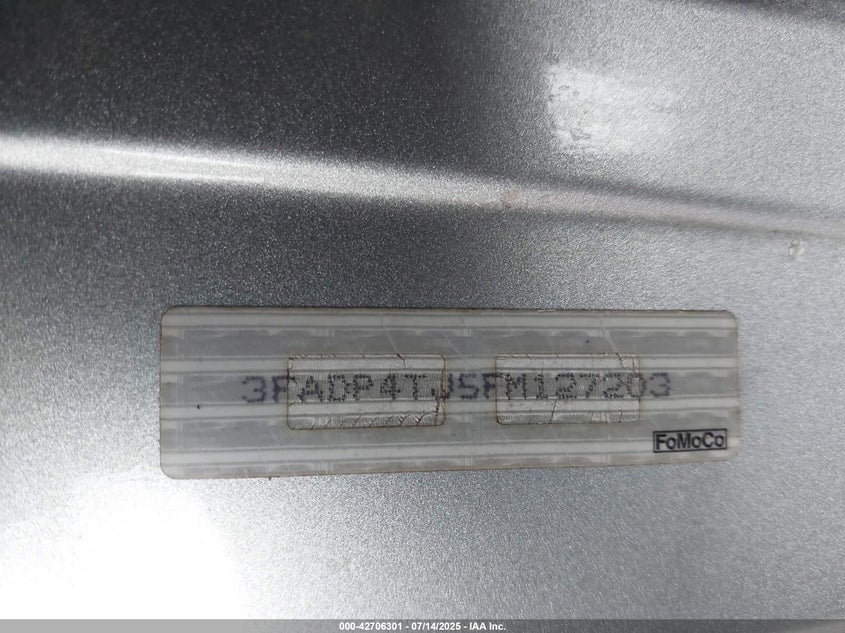 3FADP4TJ5FM127203
FoMoCo
000-42706301 - 07/14/2025 - IAA Inc.